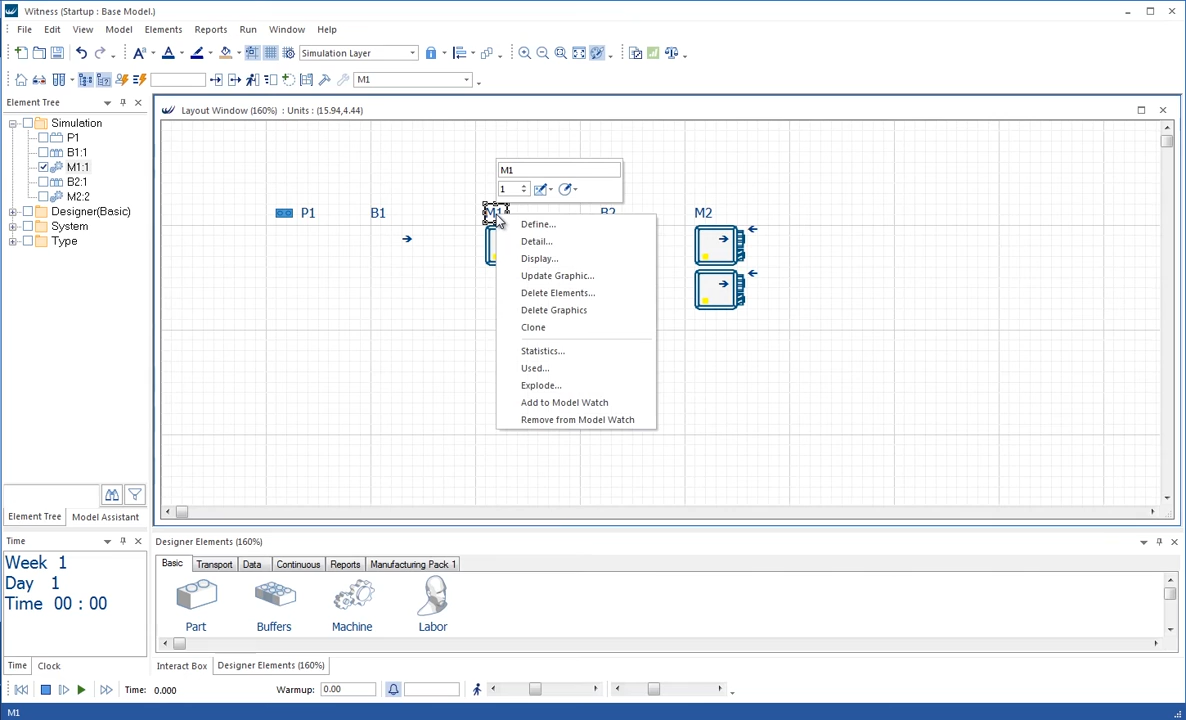 Witness (Startup : Base Model.)
File Edit View Model Elements Reports Run Window Help
Simulation Layer
M1
Element Tree
Layout Window (160%) : Units : (15.94,4.44)
Simulation
P1
B1:1
M1:1
B2:1
M2:2
Designer(Basic)
System
Type
M1
1
P1 B1 M1 B2 M2
Define...
Detail...
Display...
Update Graphic...
Delete Elements...
Delete Graphics
Clone
Statistics...
Used...
Explode...
Add to Model Watch
Remove from Model Watch
Element Tree Model Assistant
Time
Week 1
Day 1
Time 00 : 00
Time Clock
Designer Elements (160%)
Basic Transport Data Continuous Reports Manufacturing Pack 1
Part Buffers Machine Labor
Interact Box Designer Elements (160%)
Time: 0.000 Warmup: 0.00
M1